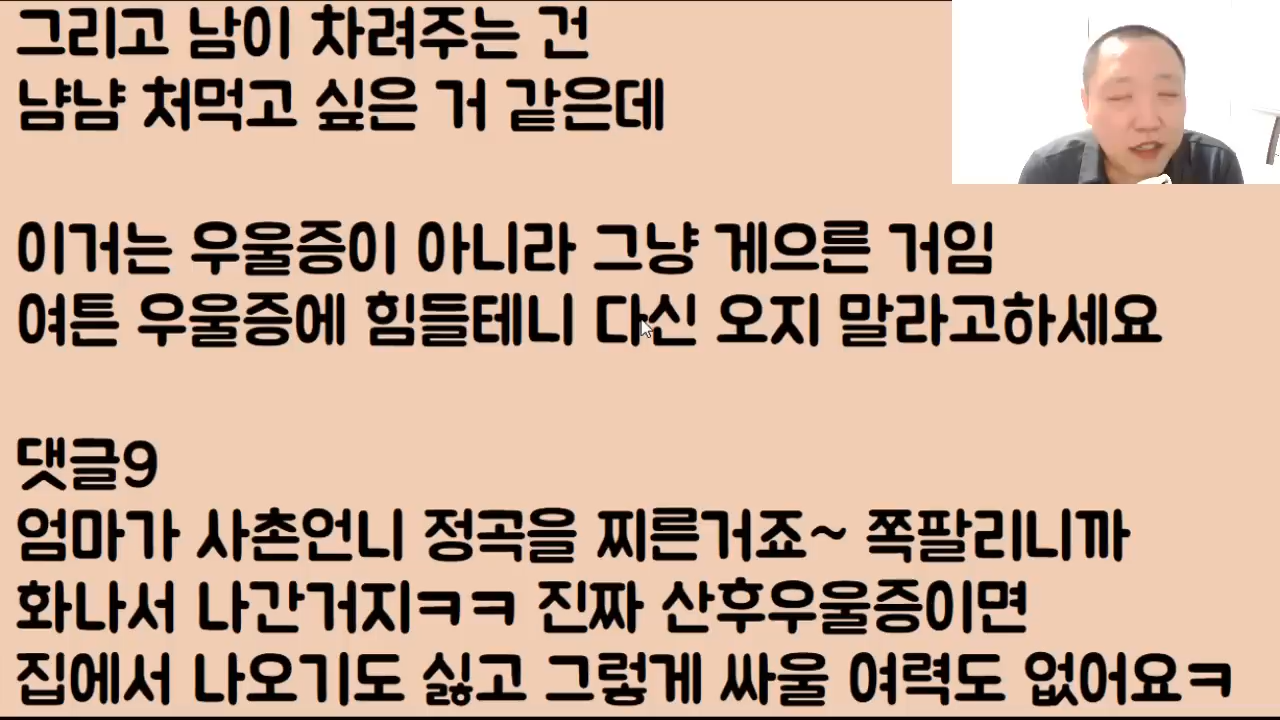 그리고 남이 차려주는 건
냠냠 처먹고 싶은 거 같은데
이거는 우울증이 아니라 그냥 게으른 거임
여튼 우울증에 힘들테니 다신 오지 말라고하세요
댓글9
엄마가 사촌언니 정곡을 찌른거죠~ 쪽팔리니까
화나서 나간거지ㅋㅋ 진짜 산후우울증이면
집에서 나오기도 싫고 그렇게 싸울 여력도 없어요ㅋ